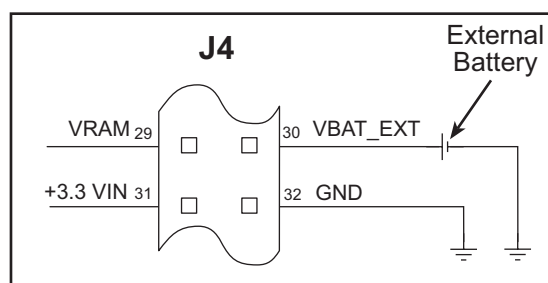 J4
External
Battery
VRAM 29
30 VBAT_EXT
+3.3 VIN 31
32 GND